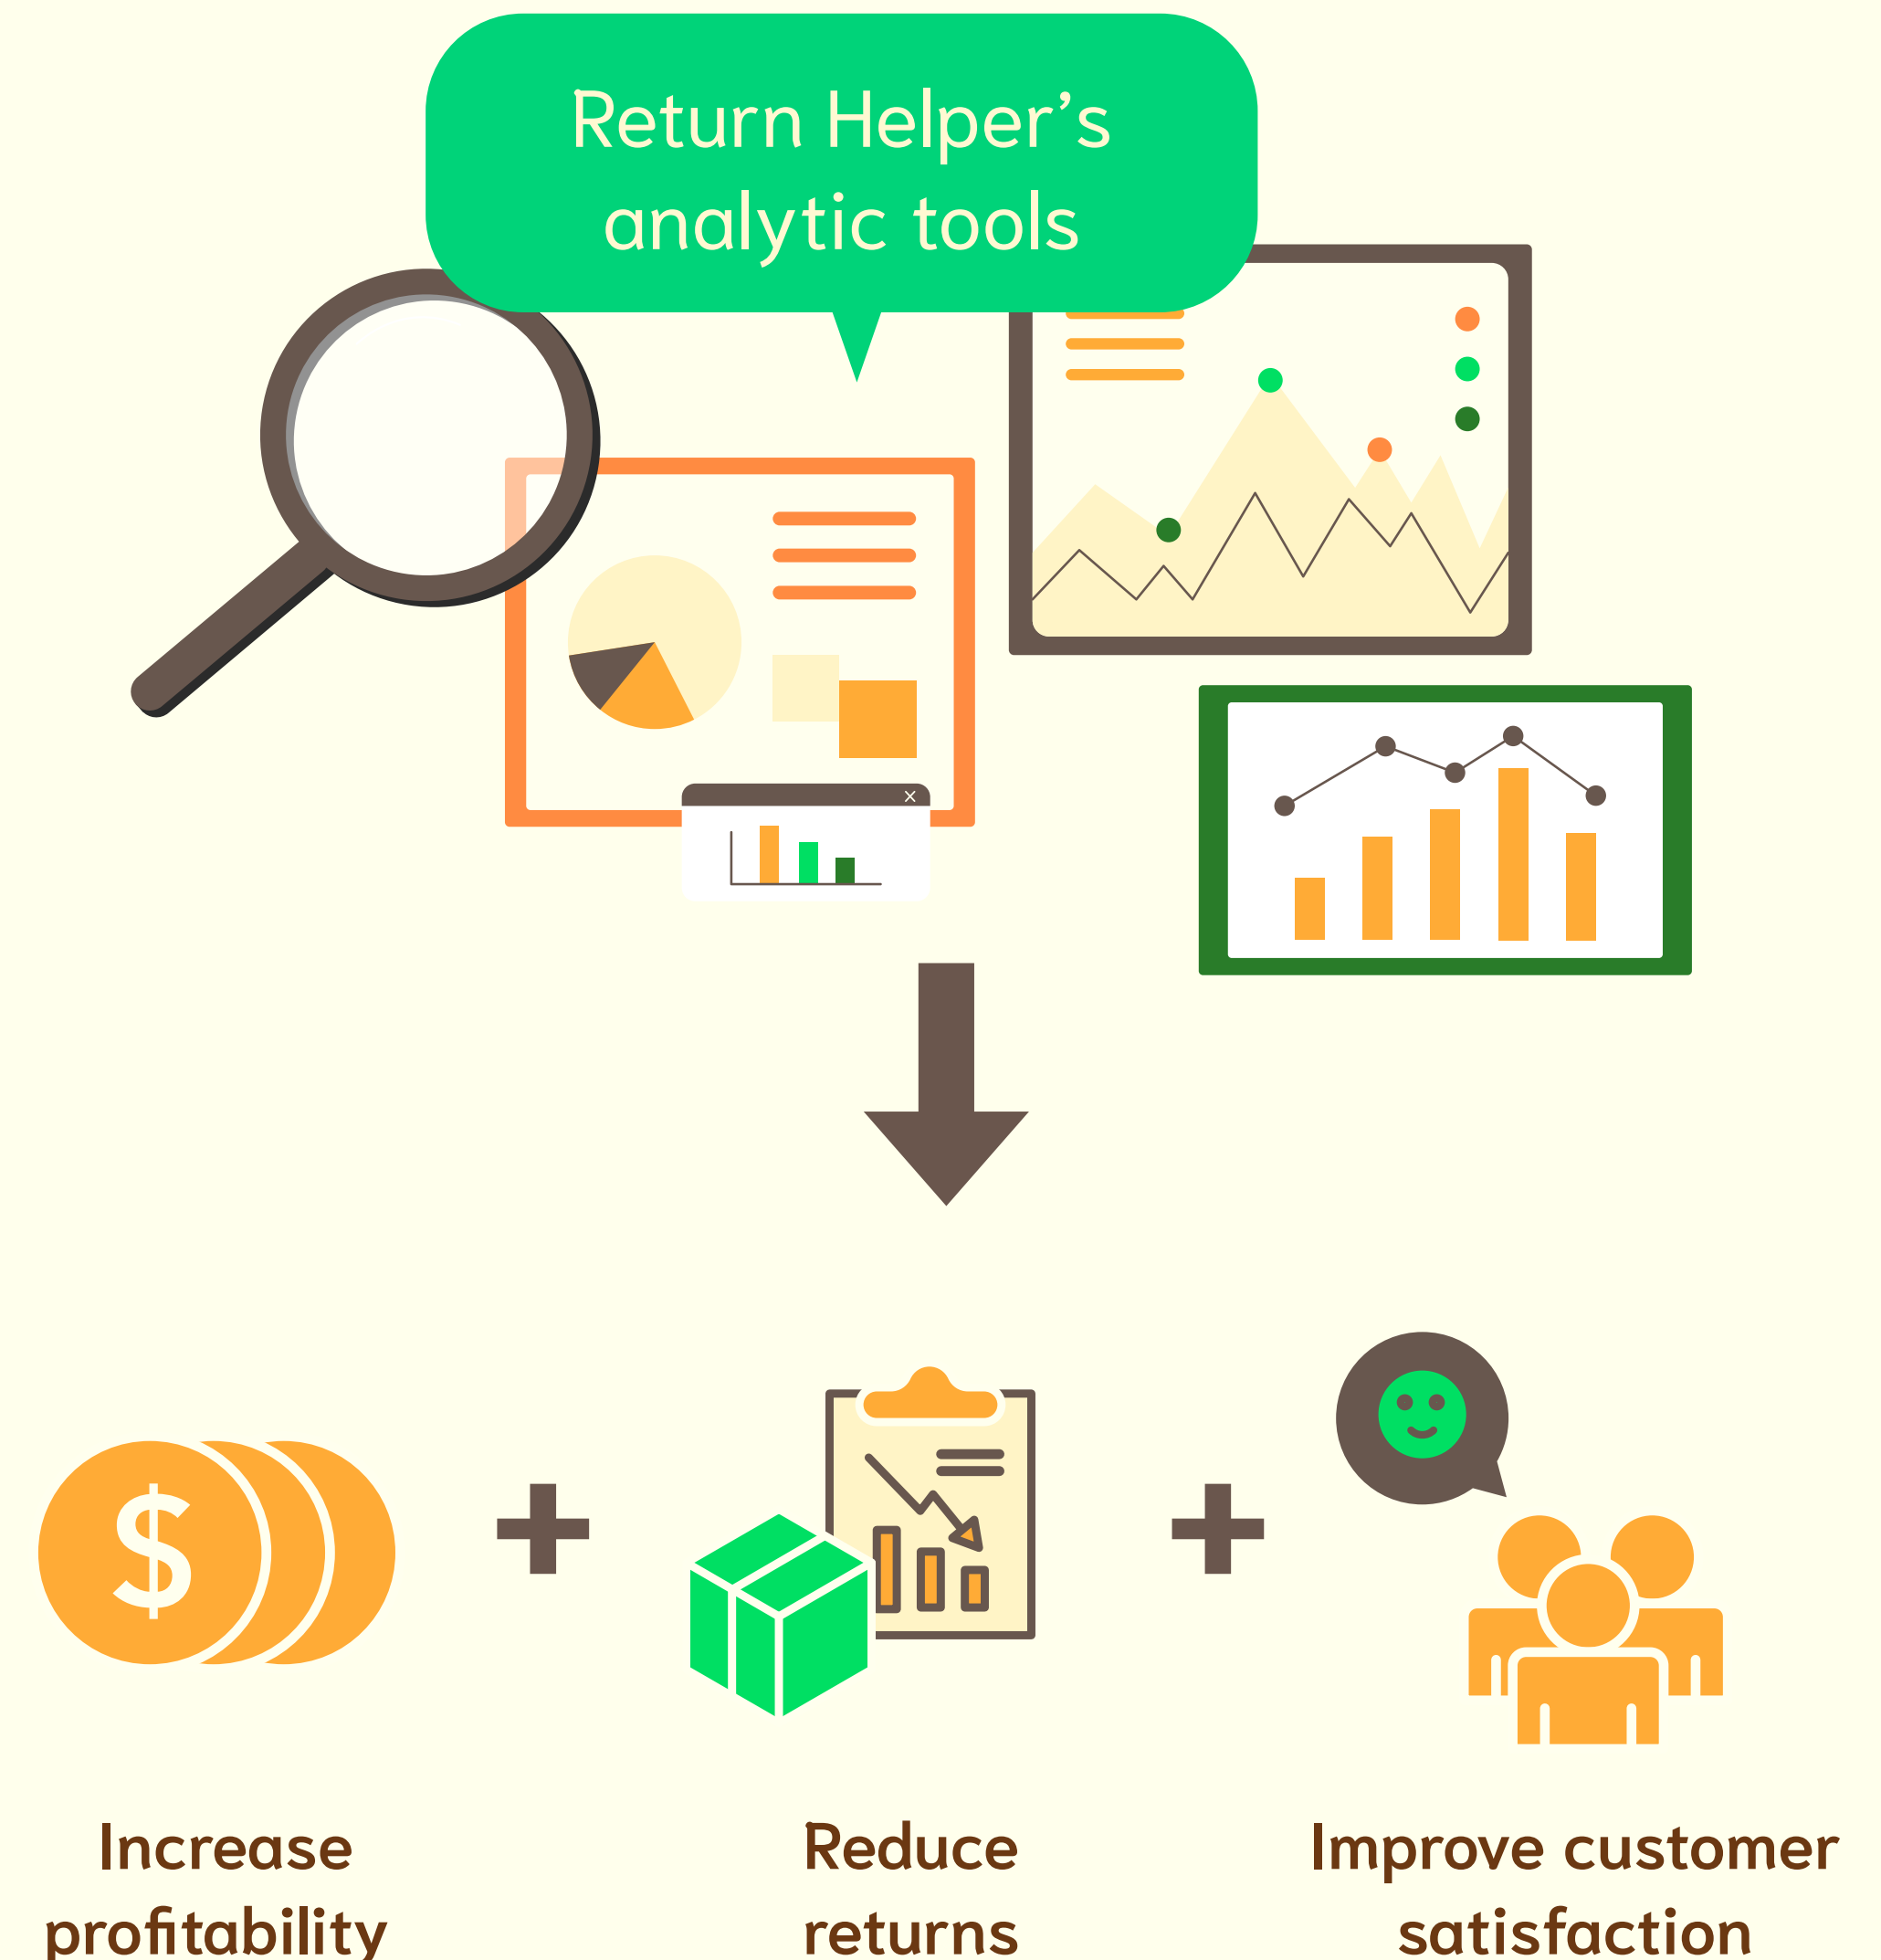 Return Helper’s
analytic tools
$
Increase
profitability
Reduce
returns
Improve customer
satisfaction